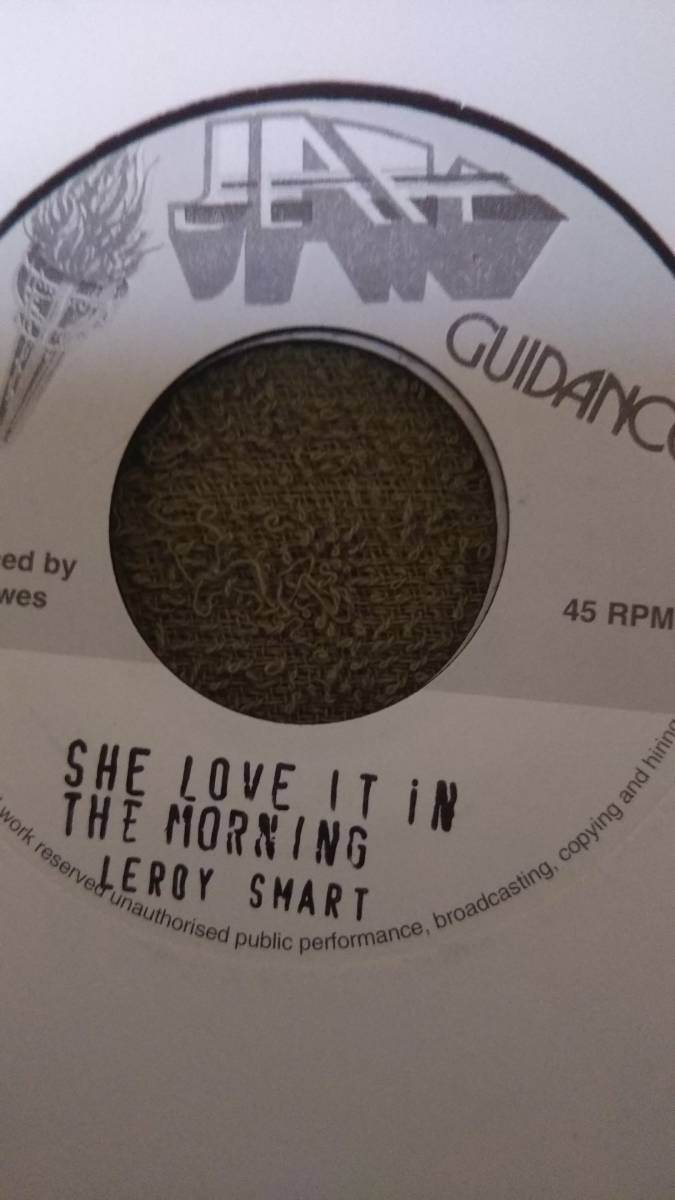 JAH
GUIDANC
ed by
wes
45 RPM
SHE LOVE IT iN
THE MORNING
LEROY SMART
work reserved unauthorised public performance, broadcasting, copying and hiring